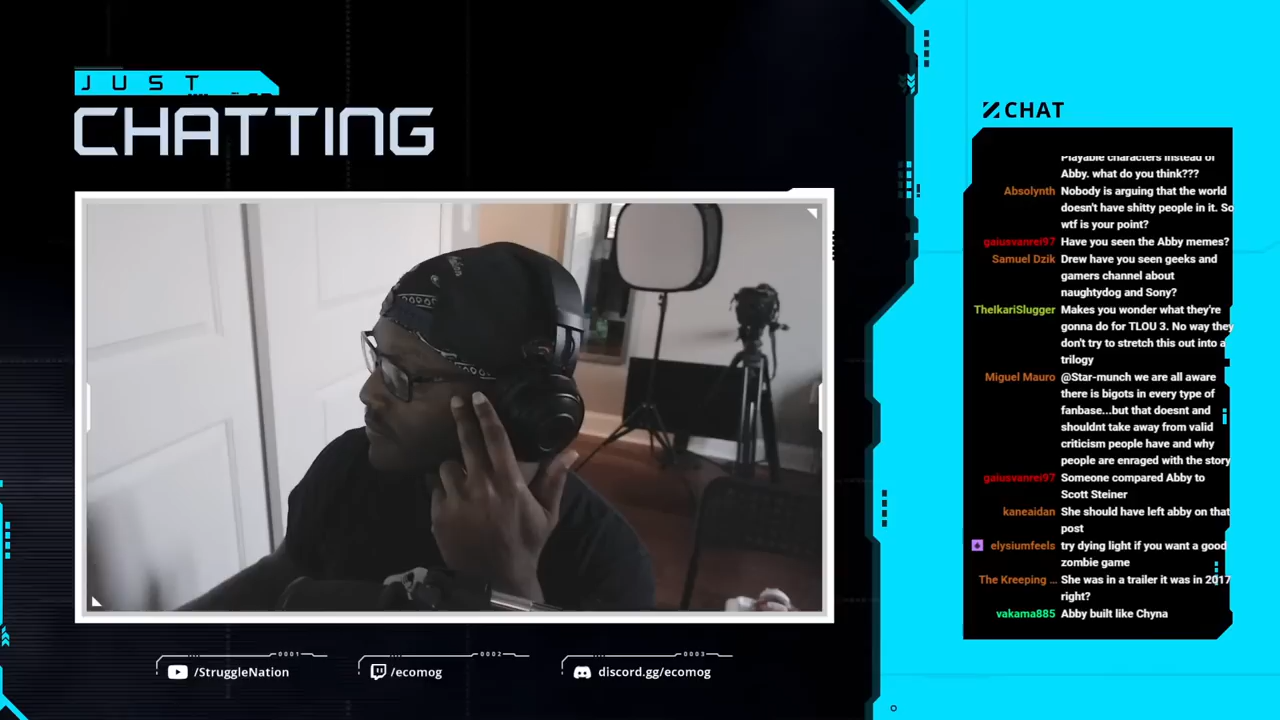 JUST
CHATTING
CHAT
Playable characters instead of
Abby. what do you think???
Absolynth Nobody is arguing that the world
doesn't have shitty people in it. So
wtf is your point?
gaiusvanrei97 Have you seen the Abby memes?
Samuel Dzik Drew have you seen geeks and
gamers channel about
naughtydog and Sony?
TheIkariSlugger Makes you wonder what they're
gonna do for TLOU 3. No way they
don't try to stretch this out into a
trilogy
Miguel Mauro @Star-munch we are all aware
there is bigots in every type of
fanbase...but that doesnt and
shouldnt take away from valid
criticism people have and why
people are enraged with the story
gaiusvanrei97 Someone compared Abby to
Scott Steiner
kaneaidan She should have left abby on that
post
elysiumfeels try dying light if you want a good
zombie game
The Kreeping ... She was in a trailer it was in 2017
right?
vakama885 Abby built like Chyna
0001
/StruggleNation
0002
/ecomog
0003
discord.gg/ecomog